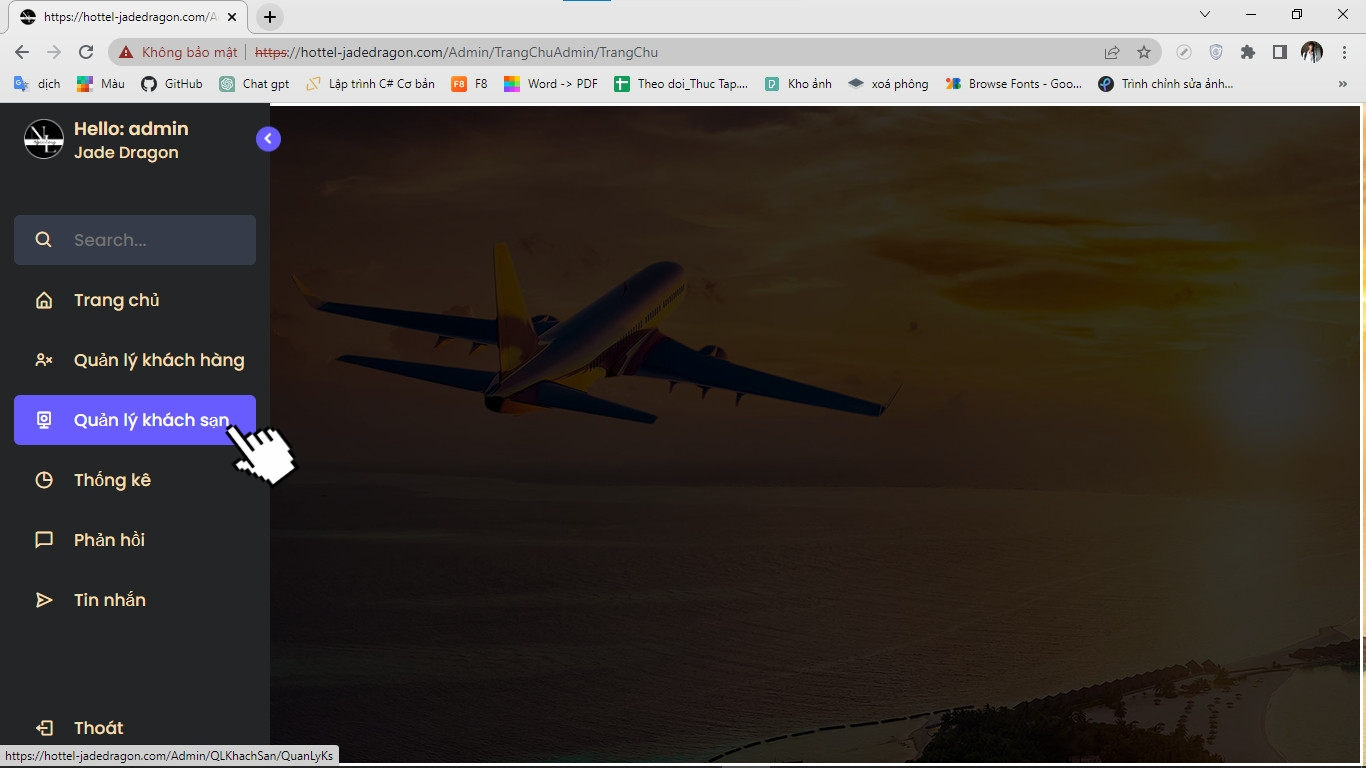 https://hottel-jadedragon.com/A
Không bảo mật
https://hottel-jadedragon.com/Admin/TrangChuAdmin/TrangChu
dịch
Màu
GitHub
Chat gpt
Lập trình C# Cơ bản
F8
F8
Word -> PDF
Theo doi_Thuc Tap...
Kho ảnh
xoá phông
Browse Fonts - Goo...
Trình chỉnh sửa ảnh...
»
Hello: admin
Jade Dragon
Search...
Trang chủ
Quản lý khách hàng
Quản lý khách sạn
Thống kê
Phản hồi
Tin nhắn
Thoát
https://hottel-jadedragon.com/Admin/QLKhachSan/QuanLyKs